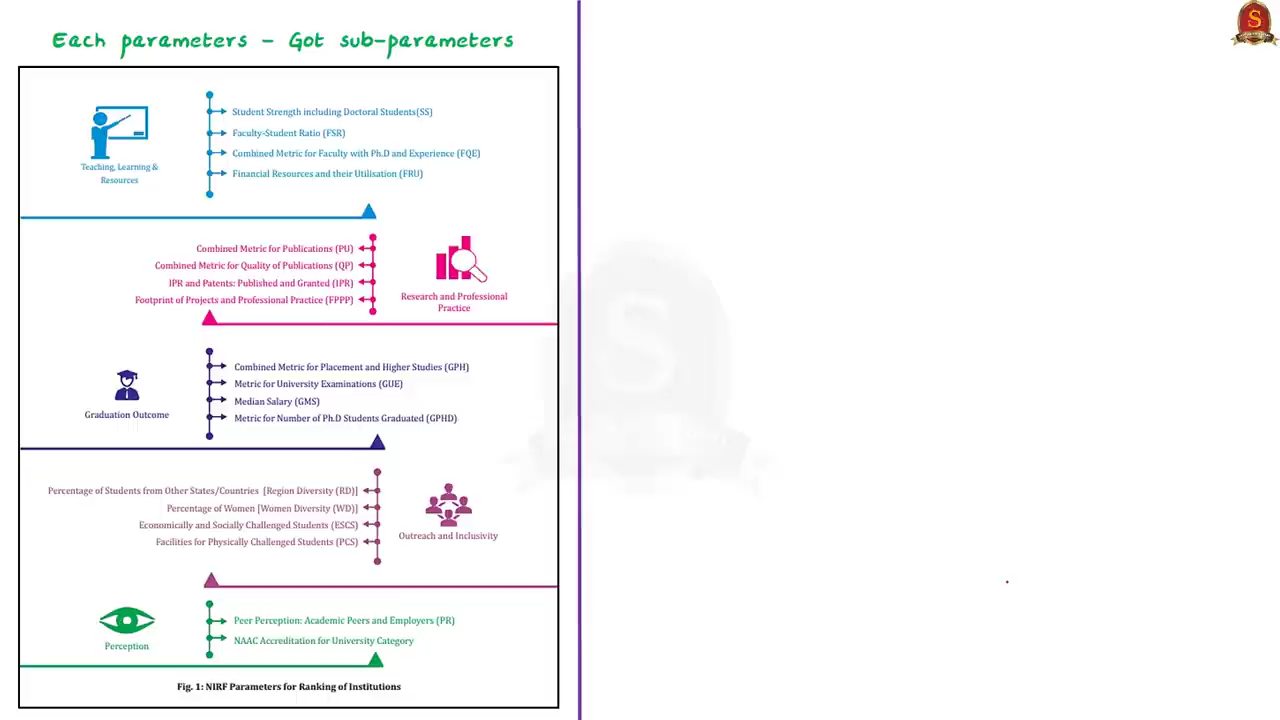 Each parameters - Got sub-parameters
Teaching, Learning &
Resources
Student Strength including Doctoral Students(SS)
Faculty-Student Ratio (FSR)
Combined Metric for Faculty with Ph.D and Experience (FQE)
Financial Resources and their Utilisation (FRU)
Combined Metric for Publications (PU)
Combined Metric for Quality of Publications (QP)
IPR and Patents: Published and Granted (IPR)
Footprint of Projects and Professional Practice (FPPP)
Research and Professional
Practice
Graduation Outcome
Combined Metric for Placement and Higher Studies (GPH)
Metric for University Examinations (GUE)
Median Salary (GMS)
Metric for Number of Ph.D Students Graduated (GPHD)
Percentage of Students from Other States/Countries [Region Diversity (RD)]
Percentage of Women [Women Diversity (WD)]
Economically and Socially Challenged Students (ESCS)
Facilities for Physically Challenged Students (PCS)
Outreach and Inclusivity
Perception
Peer Perception: Academic Peers and Employers (PR)
NAAC Accreditation for University Category
Fig. 1: NIRF Parameters for Ranking of Institutions
S
S